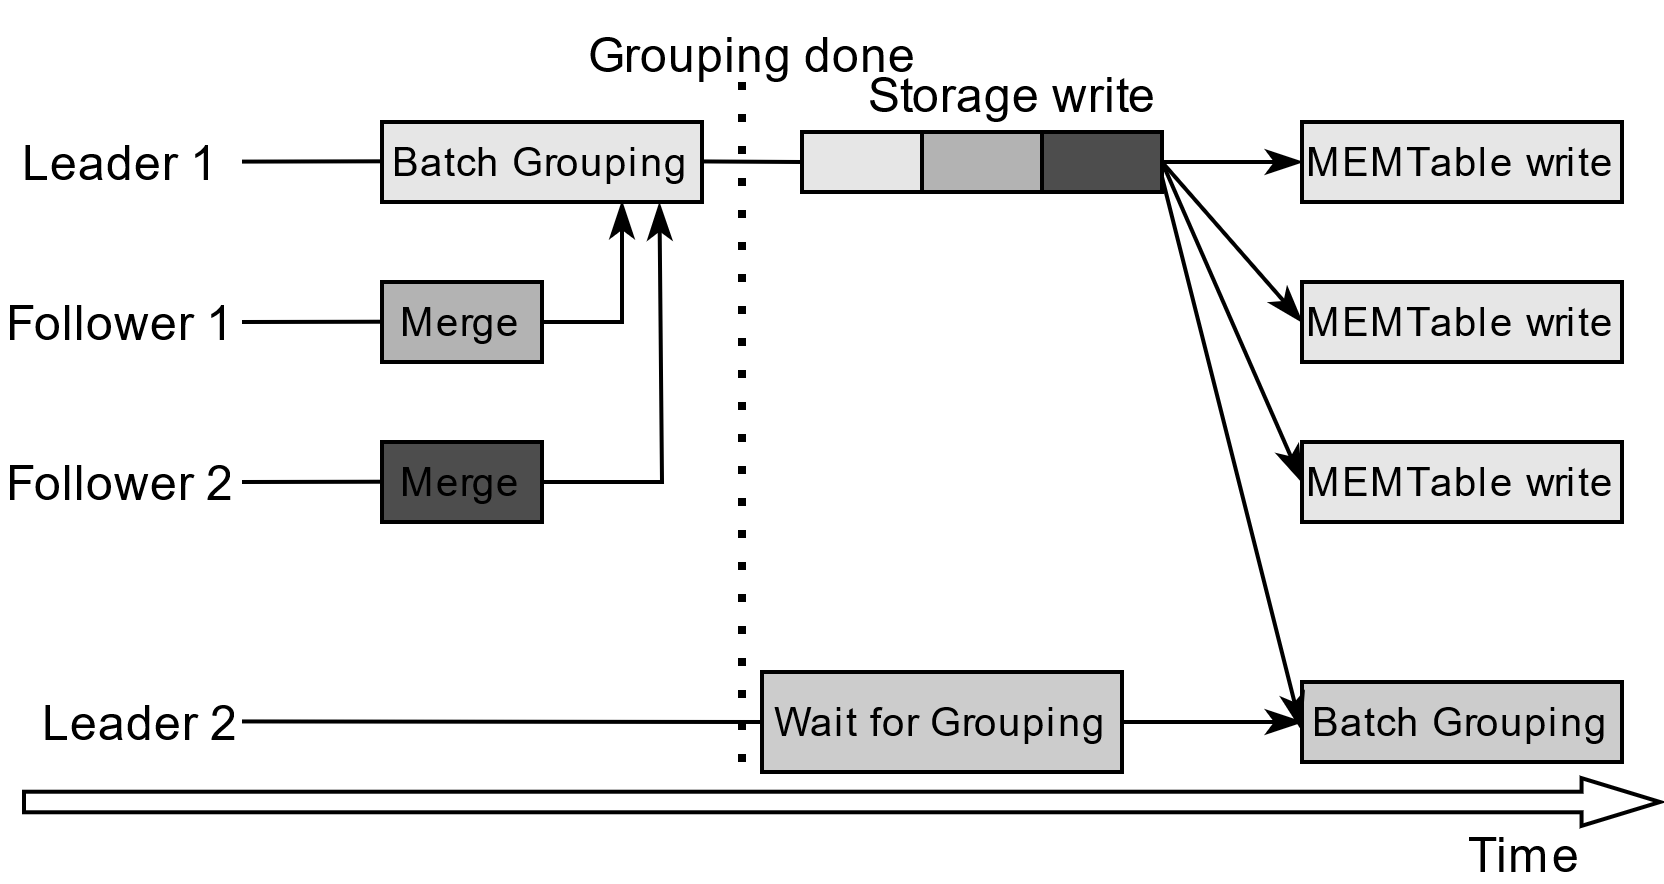 Grouping done
Storage write
Leader 1
Batch Grouping
MEMTable write
Follower 1
Merge
MEMTable write
Follower 2
Merge
MEMTable write
Leader 2
Wait for Grouping
Batch Grouping
Time